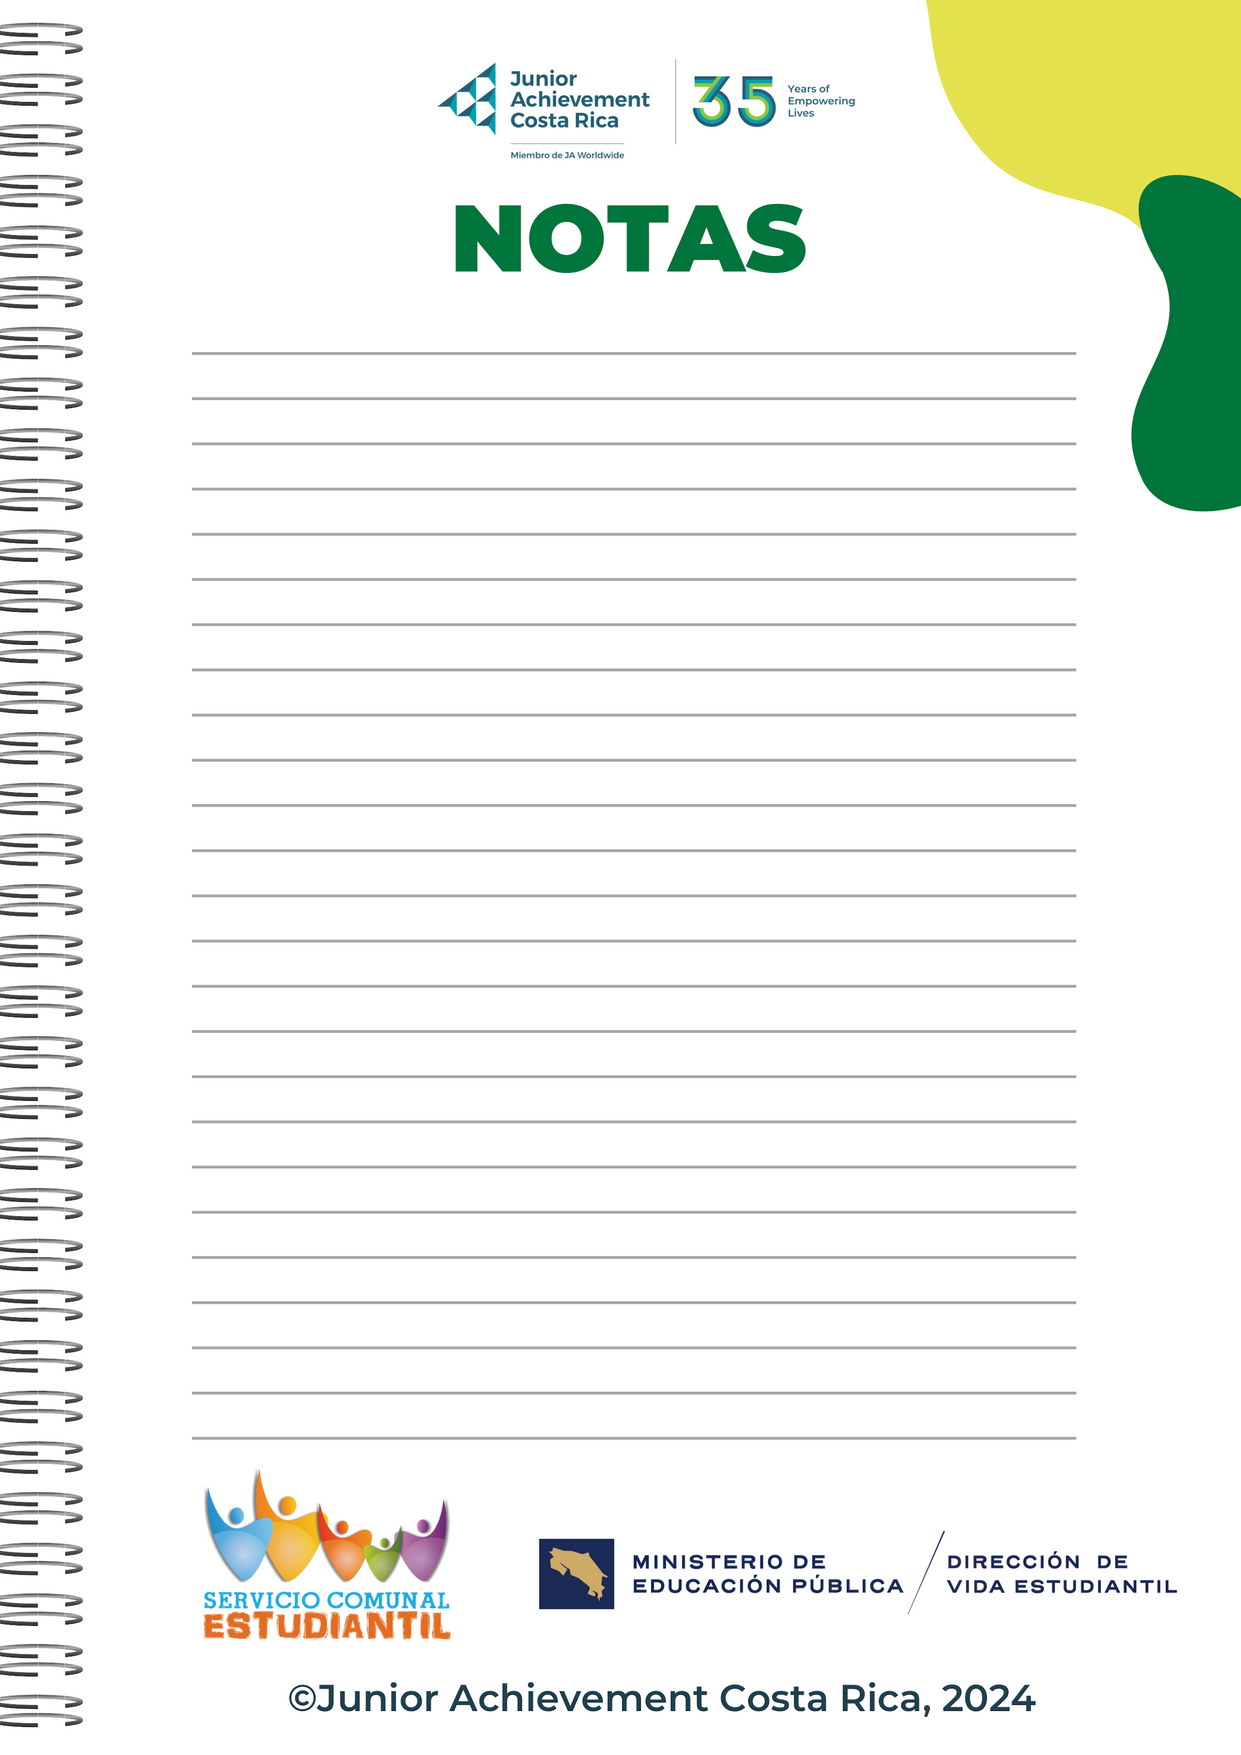 Junior
Achievement
Costa Rica
Miembro de JA Worldwide
35
Years of
Empowering
Lives
NOTAS
SERVICIO COMUNAL
ESTUDIANTIL
MINISTERIO DE
EDUCACIÓN PÚBLICA
DIRECCIÓN DE
VIDA ESTUDIANTIL
©Junior Achievement Costa Rica, 2024